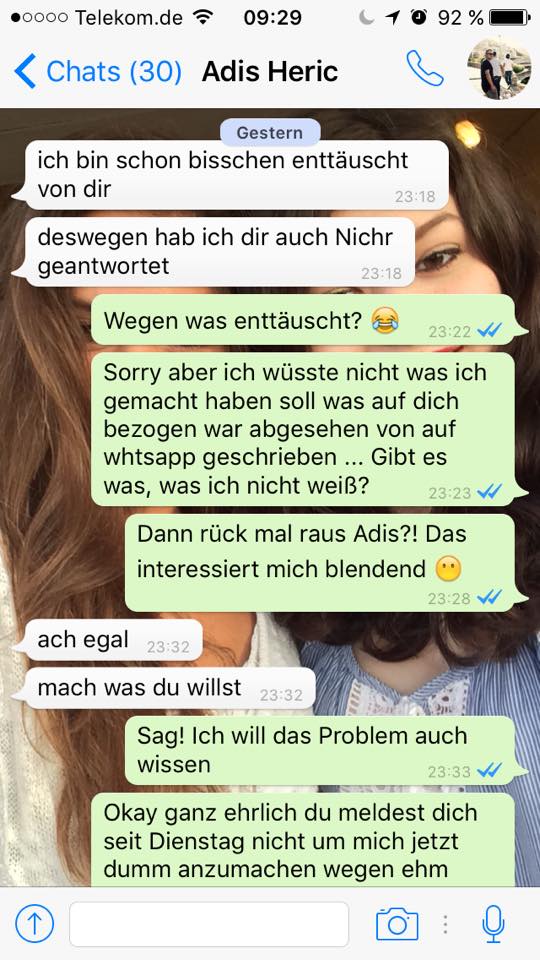 Telekom.de 09:29 92 %
Chats (30) Adis Heric
Gestern
ich bin schon bisschen enttäuscht
von dir 23:18
deswegen hab ich dir auch Nichr
geantwortet 23:18
Wegen was enttäuscht? 😂 23:22
Sorry aber ich wüsste nicht was ich
gemacht haben soll was auf dich
bezogen war abgesehen von auf
whtsapp geschrieben ... Gibt es
was, was ich nicht weiß? 23:23
Dann rück mal raus Adis?! Das
interessiert mich blendend 😶
23:28
ach egal 23:32
mach was du willst 23:32
Sag! Ich will das Problem auch
wissen 23:33
Okay ganz ehrlich du meldest dich
seit Dienstag nicht um mich jetzt
dumm anzumachen wegen ehm